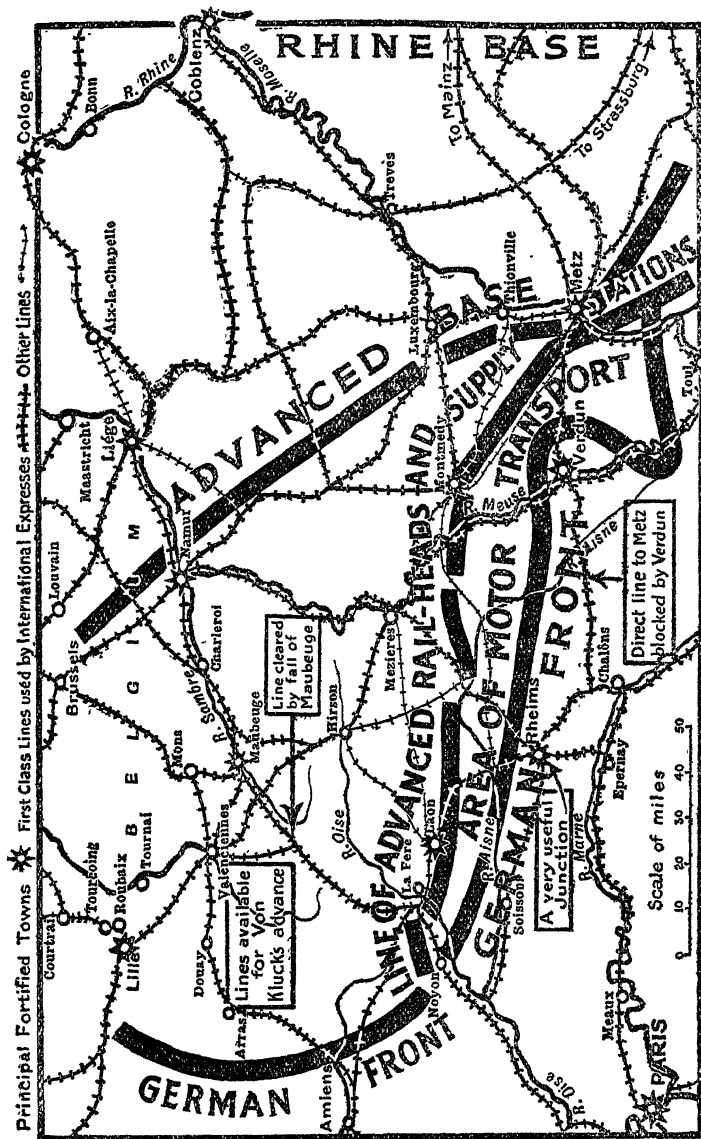 Principal Fortified Towns First Class Lines used by International Expresses Other Lines
RHINE BASE
Cologne
Bonn
R. Rhine
Coblenz
R. Moselle
To Mainz
To Strassburg
Aix-la-Chapelle
Treves
Maastricht
Liége
Luxembourg
Thionville
Metz
ADVANCED BASE
SUPPLY STATIONS
Louvain
Brussels
Namur
Montmedy
R. Meuse
Verdun
Toul
BELGIUM
Charleroi
R. Sambre
Mezieres
Aisne
Line cleared
by fall of
Maubeuge
Direct line to Metz
blocked by Verdun
Mons
Maubeuge
Hirson
Rheims
Châlons
LINE OF ADVANCED RAIL-HEADS AND
AREA OF MOTOR TRANSPORT
GERMAN FRONT
Courtrai
Tourcoing
Roubaix
Lille
Tournai
Valenciennes
R. Oise
Laon
La Fere
R. Aisne
Epernay
R. Marne
A very useful
Junction
Douay
Lines available
for Von
Klucks advance
Soissons
Arras
Noyon
Meaux
Scale of miles
0 10 20 30 40 50
GERMAN FRONT
Amiens
R. Oise
PARIS